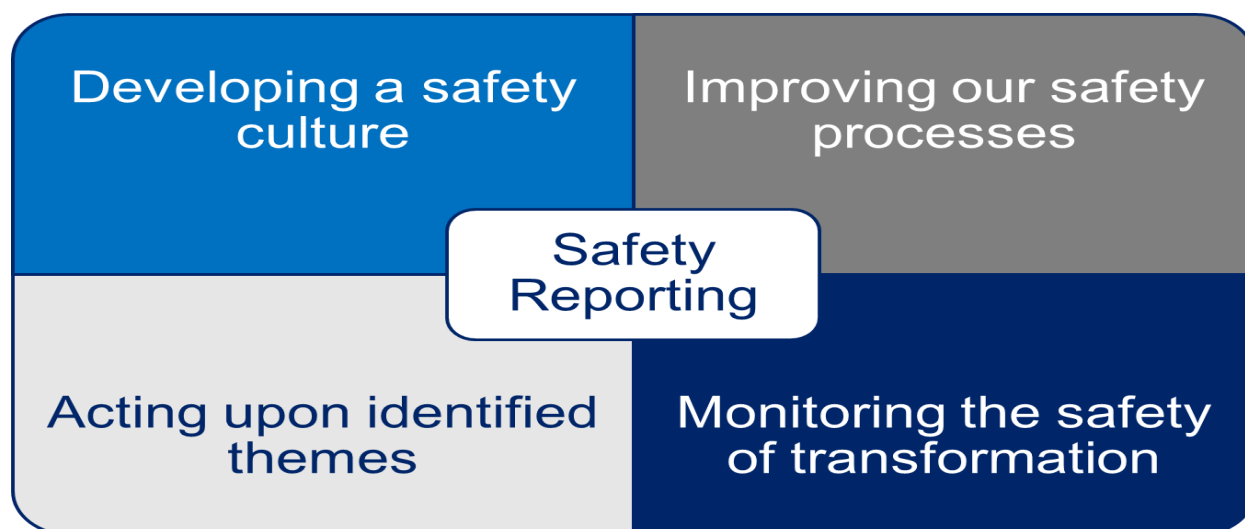 Developing a safety
culture
Improving our safety
processes
Safety
Reporting
Acting upon identified
themes
Monitoring the safety
of transformation